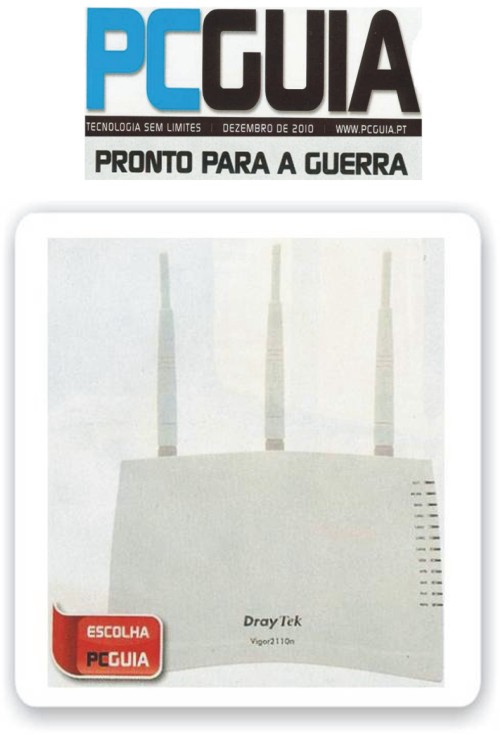 PCGUIA
TECNOLOGIA SEM LIMITES | DEZEMBRO DE 2010 | WWW.PCGUIA.PT
PRONTO PARA A GUERRA
DrayTek
Vigor2110n
ESCOLHA
PCGUIA